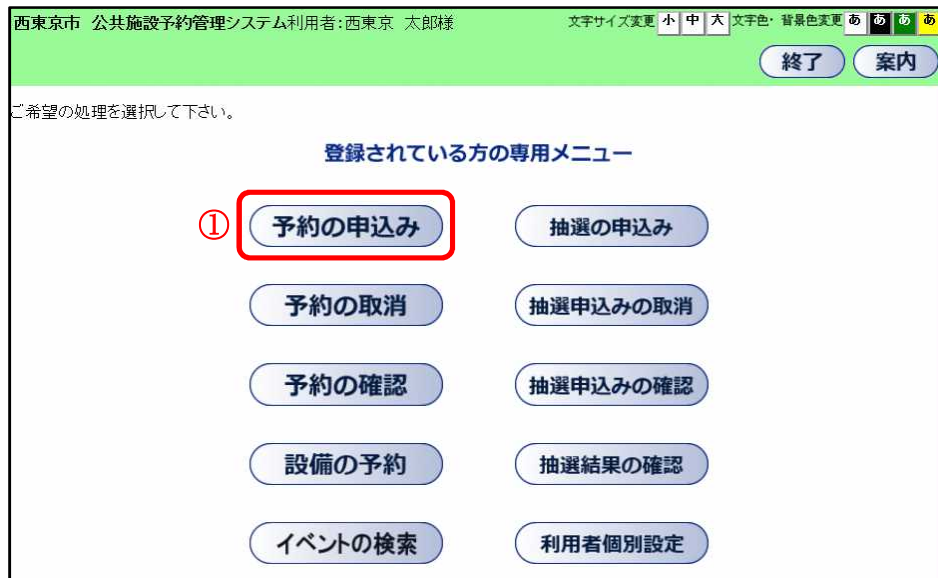 西東京市 公共施設予約管理システム利用者:西東京 太郎様 文字サイズ変更 小 中 大 文字色・背景色変更 あ あ あ あ
終了 案内
ご希望の処理を選択して下さい。
登録されている方の専用メニュー
① 予約の申込み 抽選の申込み
予約の取消 抽選申込みの取消
予約の確認 抽選申込みの確認
設備の予約 抽選結果の確認
イベントの検索 利用者個別設定